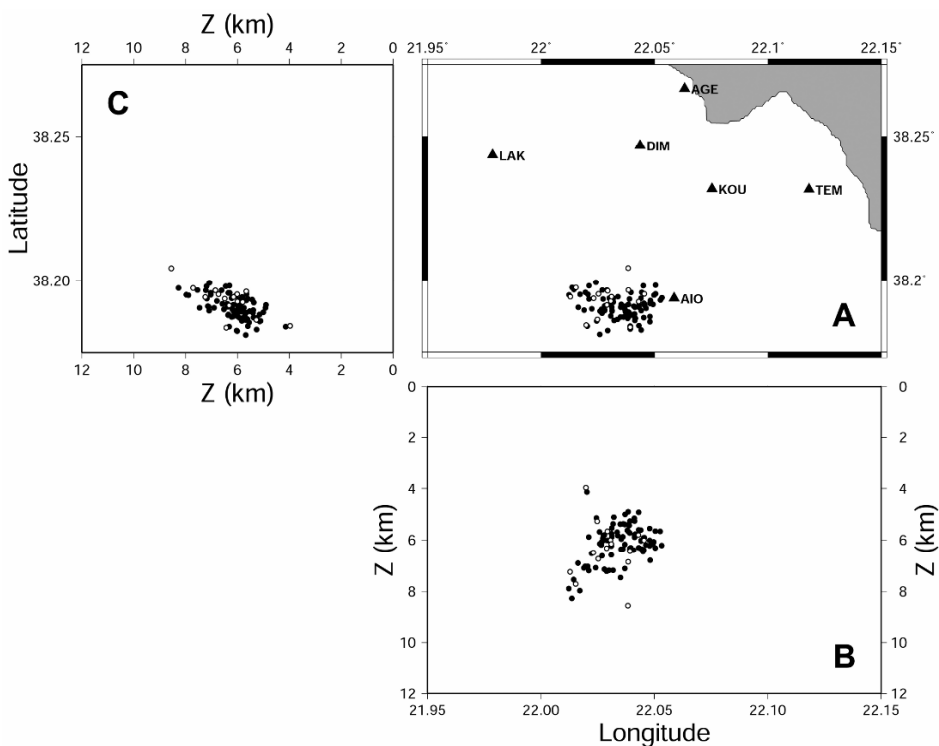 Z (km)
12 10 8 6 4 2 0
21.95° 22° 22.05° 22.1° 22.15°
C
AGE
38.25
DIM
LAK
KOU
TEM
38.25°
Latitude
38.20
AIO
A
38.2°
12 10 8 6 4 2 0
Z (km)
0 0
2 2
4 4
6 6
8 8
10 10
12 12
Z (km)
Z (km)
B
21.95 22.00 22.05 22.10 22.15
Longitude